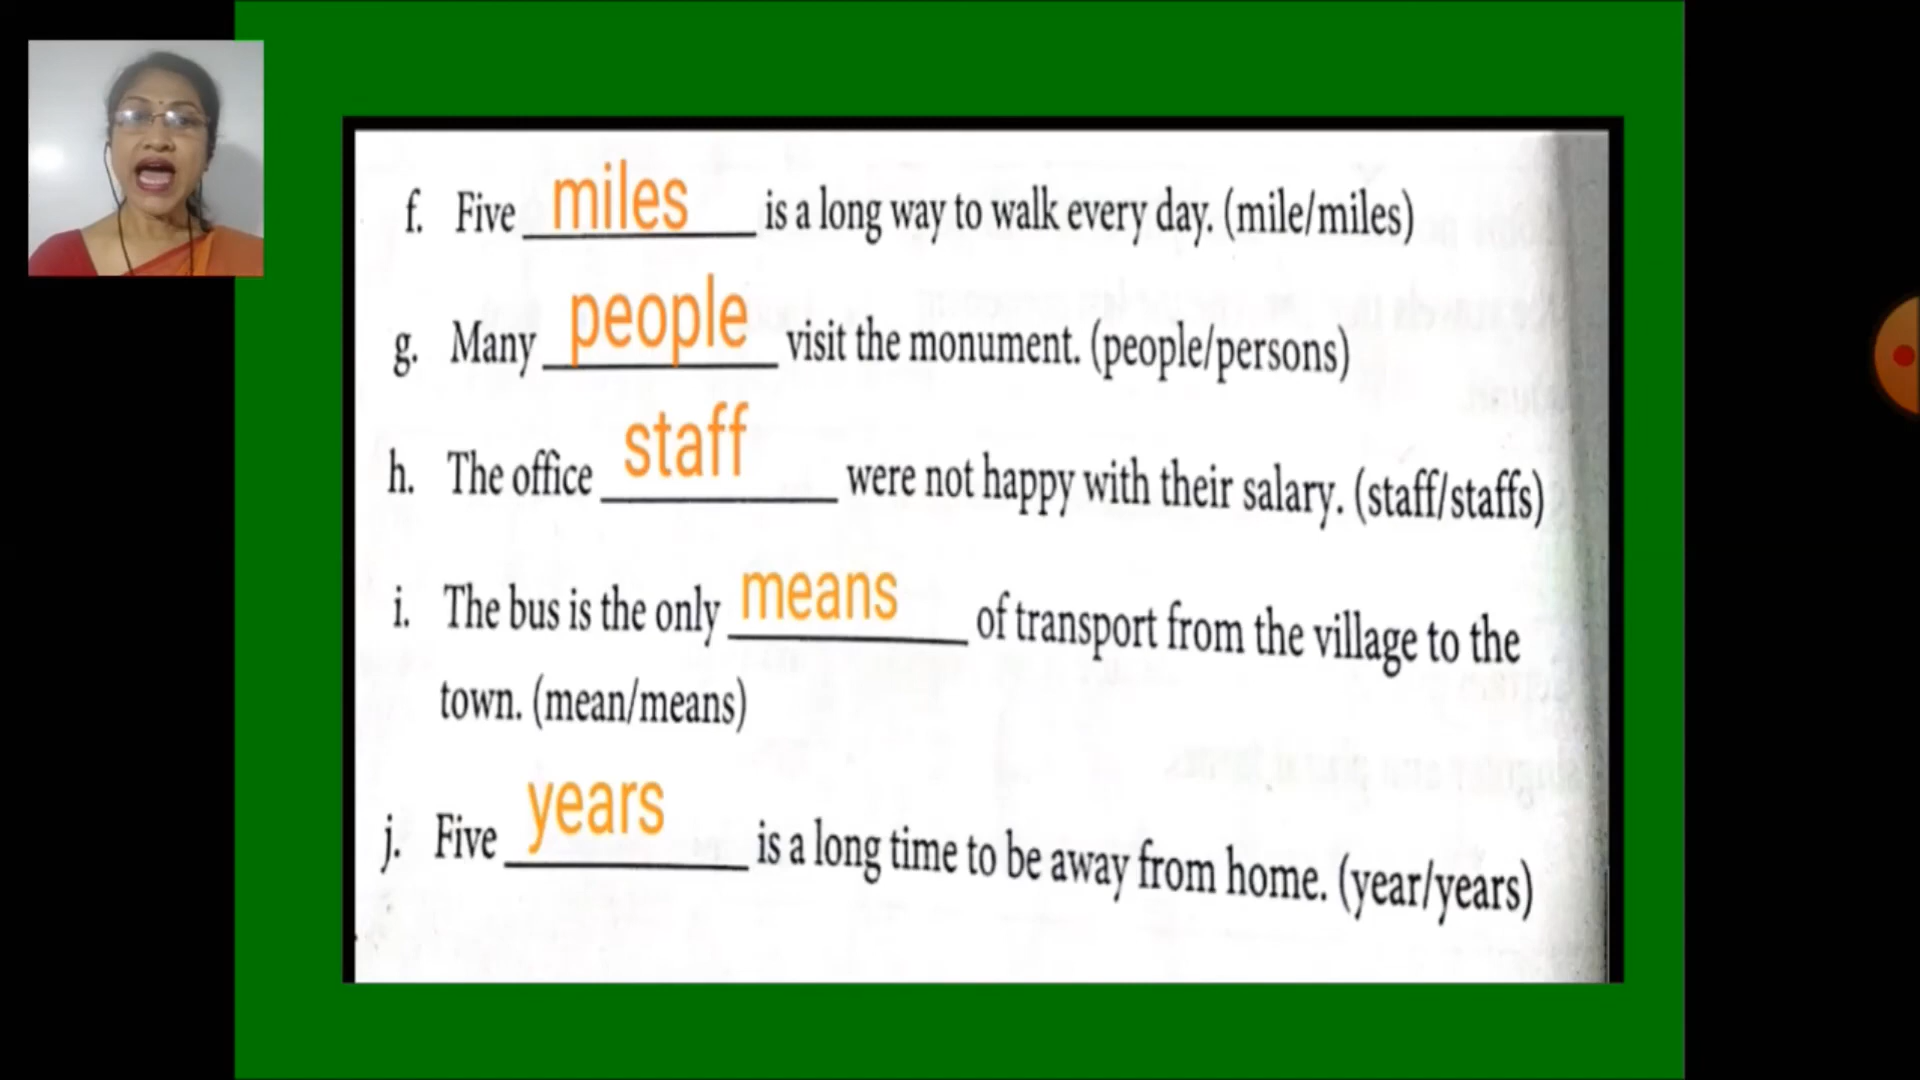 f. Five miles is a long way to walk every day. (mile/miles)
g. Many people visit the monument. (people/persons)
h. The office staff were not happy with their salary. (staff/staffs)
i. The bus is the only means of transport from the village to the
town. (mean/means)
j. Five years is a long time to be away from home. (year/years)